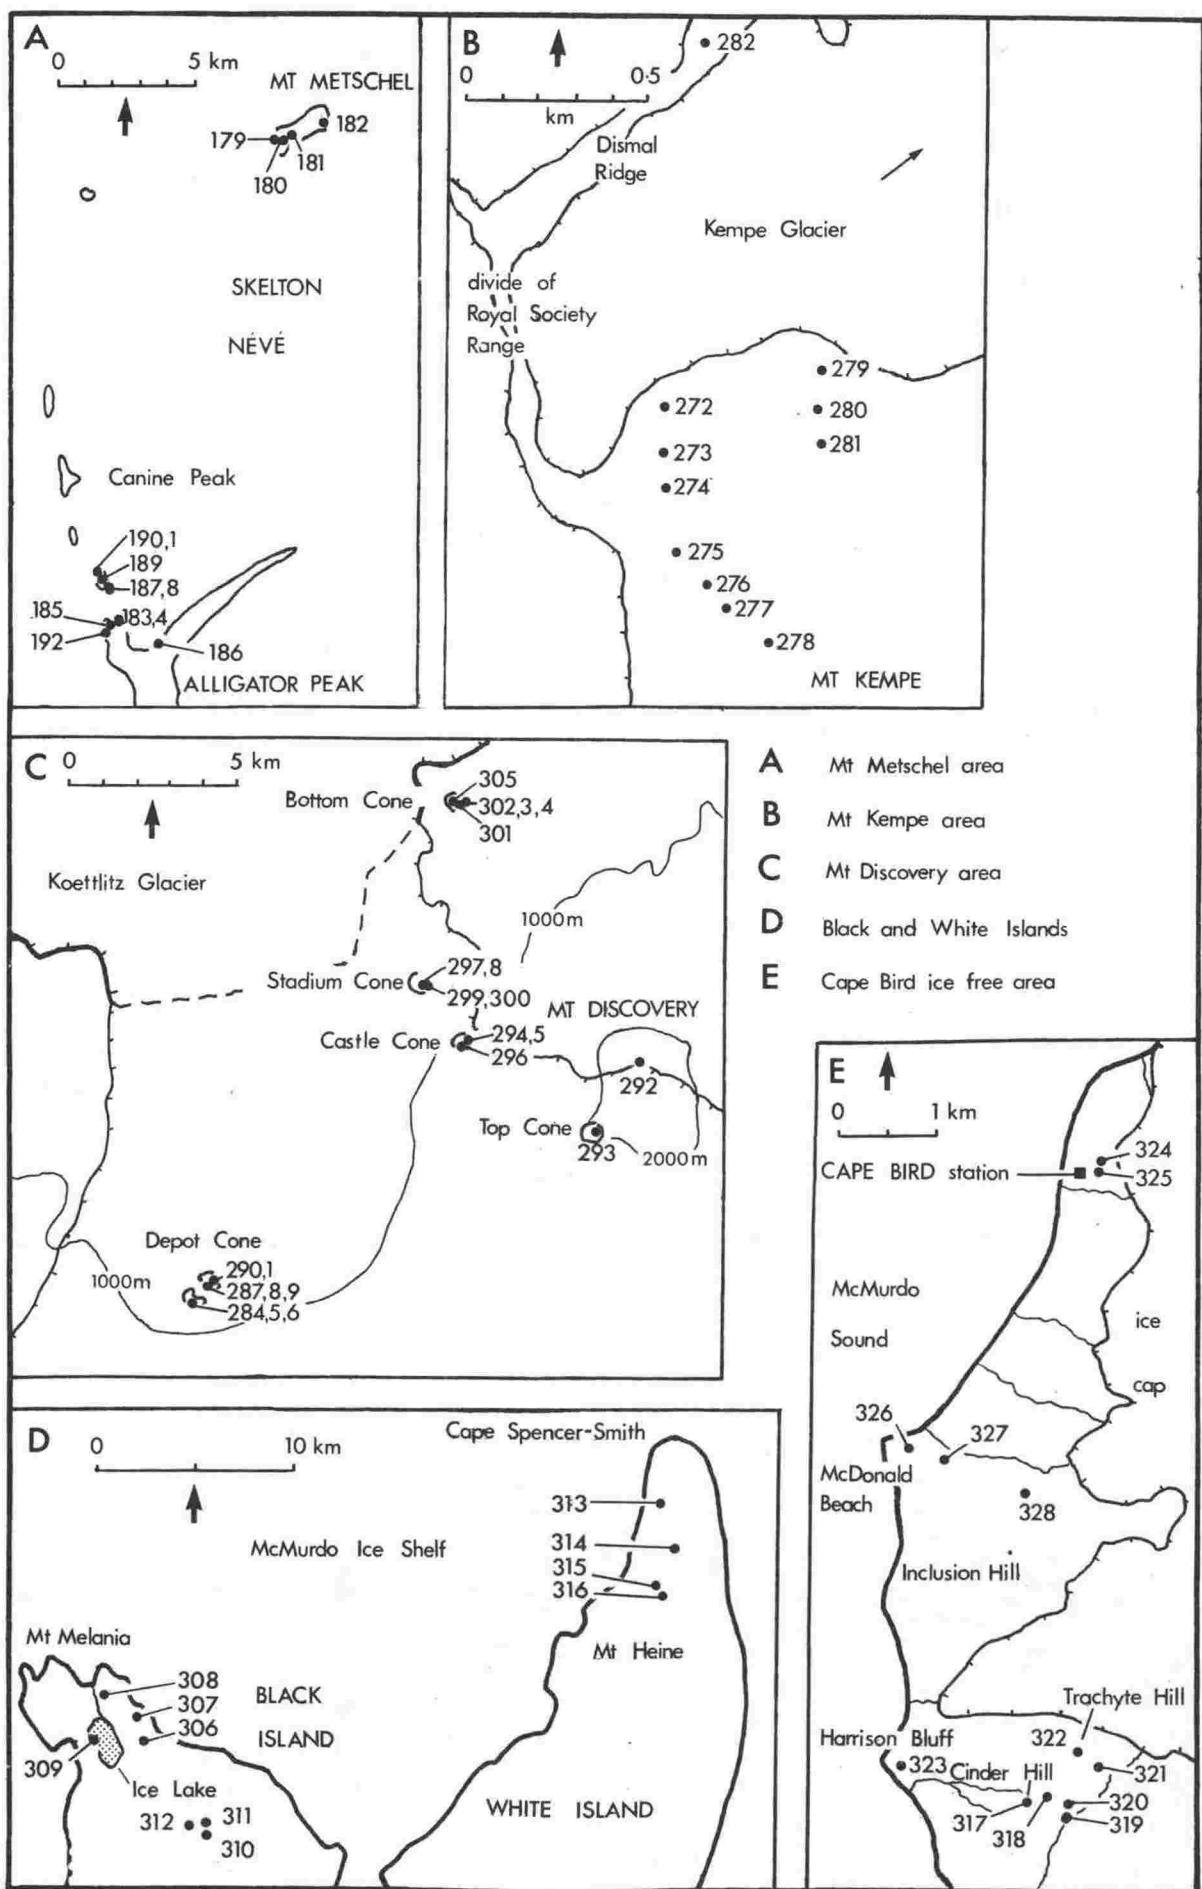 A
0 5 km
MT METSCHEL
179
182
181
180
SKELTON
NÉVÉ
Canine Peak
190,1
189
187,8
185
183,4
192
186
ALLIGATOR PEAK
B
282
0 0·5
km
Dismal
Ridge
Kempe Glacier
divide of
Royal Society
Range
279
272
280
273
281
274
275
276
277
278
MT KEMPE
C
0 5 km
305
Bottom Cone
302,3,4
301
Koettlitz Glacier
1000m
297,8
Stadium Cone
299,300
MT DISCOVERY
294,5
Castle Cone
296
292
Top Cone
293
2000m
Depot Cone
290,1
1000m
287,8,9
284,5,6
A Mt Metschel area
B Mt Kempe area
C Mt Discovery area
D Black and White Islands
E Cape Bird ice free area
D
0 10 km
Cape Spencer-Smith
313
McMurdo Ice Shelf
314
315
316
Mt Melania
Mt Heine
308
BLACK
307
306
ISLAND
309
Ice Lake
312
311
310
WHITE ISLAND
E
0 1 km
324
CAPE BIRD station
325
McMurdo
Sound
ice
cap
326
327
McDonald
Beach
328
Inclusion Hill
Trachyte Hill
Harrison Bluff
322
323
Cinder Hill
321
317
320
318
319